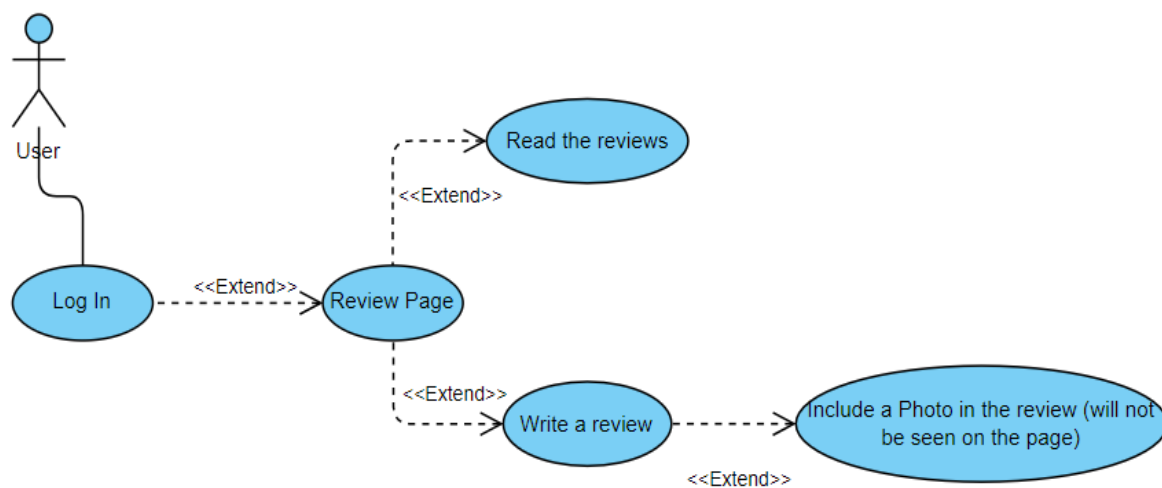 User
Read the reviews
<<Extend>>
Log In
<<Extend>>
Review Page
<<Extend>>
Write a review
Include a Photo in the review (will not
be seen on the page)
<<Extend>>